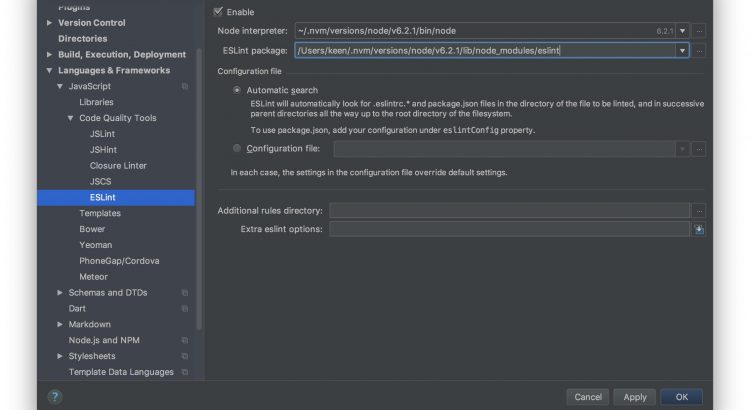 Plugins
Version Control
Directories
Build, Execution, Deployment
Languages & Frameworks
JavaScript
Libraries
Code Quality Tools
JSLint
JSHint
Closure Linter
JSCS
ESLint
Templates
Bower
Yeoman
PhoneGap/Cordova
Meteor
Schemas and DTDs
Dart
Markdown
Node.js and NPM
Stylesheets
Template Data Languages
Enable
Node interpreter: ~/.nvm/versions/node/v6.2.1/bin/node 6.2.1 ...
ESLint package: /Users/keen/.nvm/versions/node/v6.2.1/lib/node_modules/eslint ...
Configuration file
Automatic search
ESLint will automatically look for .eslintrc.* and package.json files in the directory of the file to be linted, and in successive
parent directories all the way up to the root directory of the filesystem.
To use package.json, add your configuration under eslintConfig property.
Configuration file: ...
In each case, the settings in the configuration file override default settings.
Additional rules directory: ...
Extra eslint options:
? Cancel Apply OK